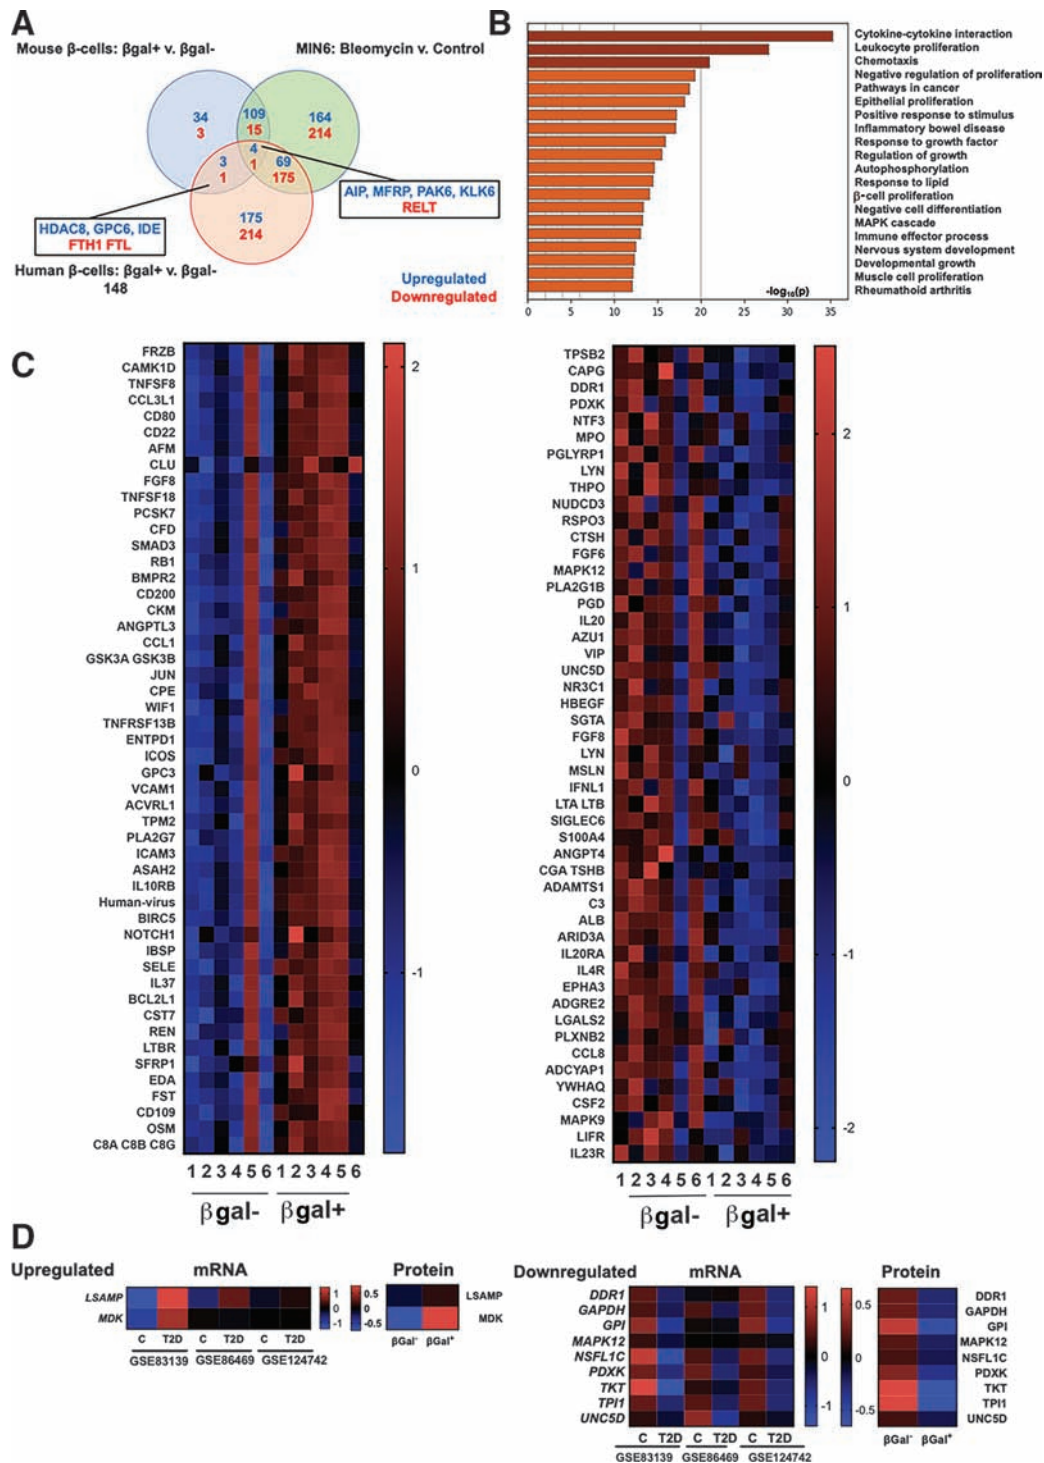 A
Mouse β-cells: βgal+ v. βgal-
MIN6: Bleomycin v. Control
34
3
109
15
164
214
4
1
3
1
69
175
175
214
HDAC8, GPC6, IDE
FTH1 FTL
AIP, MFRP, PAK6, KLK6
RELT
Human β-cells: βgal+ v. βgal-
148
Upregulated
Downregulated
B
Cytokine-cytokine interaction
Leukocyte proliferation
Chemotaxis
Negative regulation of proliferation
Pathways in cancer
Epithelial proliferation
Positive response to stimulus
Inflammatory bowel disease
Response to growth factor
Regulation of growth
Autophosphorylation
Response to lipid
β-cell proliferation
Negative cell differentiation
MAPK cascade
Immune effector process
Nervous system development
Developmental growth
Muscle cell proliferation
Rheumatoid arthritis
-log10(p)
0 5 10 15 20 25 30 35
C
FRZB
CAMK1D
TNFSF8
CCL3L1
CD80
CD22
AFM
CLU
FGF8
TNFSF18
PCSK7
CFD
SMAD3
RB1
BMPR2
CD200
CKM
ANGPTL3
CCL1
GSK3A GSK3B
JUN
CPE
WIF1
TNFRSF13B
ENTPD1
ICOS
GPC3
VCAM1
ACVRL1
TPM2
PLA2G7
ICAM3
ASAH2
IL10RB
Human-virus
BIRC5
NOTCH1
IBSP
SELE
IL37
BCL2L1
CST7
REN
LTBR
SFRP1
EDA
FST
CD109
OSM
C8A C8B C8G
2
1
0
-1
1 2 3 4 5 6 1 2 3 4 5 6
βgal- βgal+
TPSB2
CAPG
DDR1
PDXK
NTF3
MPO
PGLYRP1
LYN
THPO
NUDCD3
RSPO3
CTSH
FGF6
MAPK12
PLA2G1B
PGD
IL20
AZU1
VIP
UNC5D
NR3C1
HBEGF
SGTA
FGF8
LYN
MSLN
IFNL1
LTA LTB
SIGLEC6
S100A4
ANGPT4
CGA TSHB
ADAMTS1
C3
ALB
ARID3A
IL20RA
IL4R
EPHA3
ADGRE2
LGALS2
PLXNB2
CCL8
ADCYAP1
YWHAQ
CSF2
MAPK9
LIFR
IL23R
2
1
0
-1
-2
1 2 3 4 5 6 1 2 3 4 5 6
βgal- βgal+
D
Upregulated mRNA Protein
LSAMP
MDK
1
0
-1
0.5
0
-0.5
LSAMP
MDK
C T2D C T2D C T2D
GSE83139 GSE86469 GSE124742
βGal- βGal+
Downregulated mRNA Protein
DDR1
GAPDH
GPI
MAPK12
NSFL1C
PDXK
TKT
TPI1
UNC5D
1
0
-1
0.5
0
-0.5
DDR1
GAPDH
GPI
MAPK12
NSFL1C
PDXK
TKT
TPI1
UNC5D
C T2D C T2D C T2D
GSE83139 GSE86469 GSE124742
βGal- βGal+